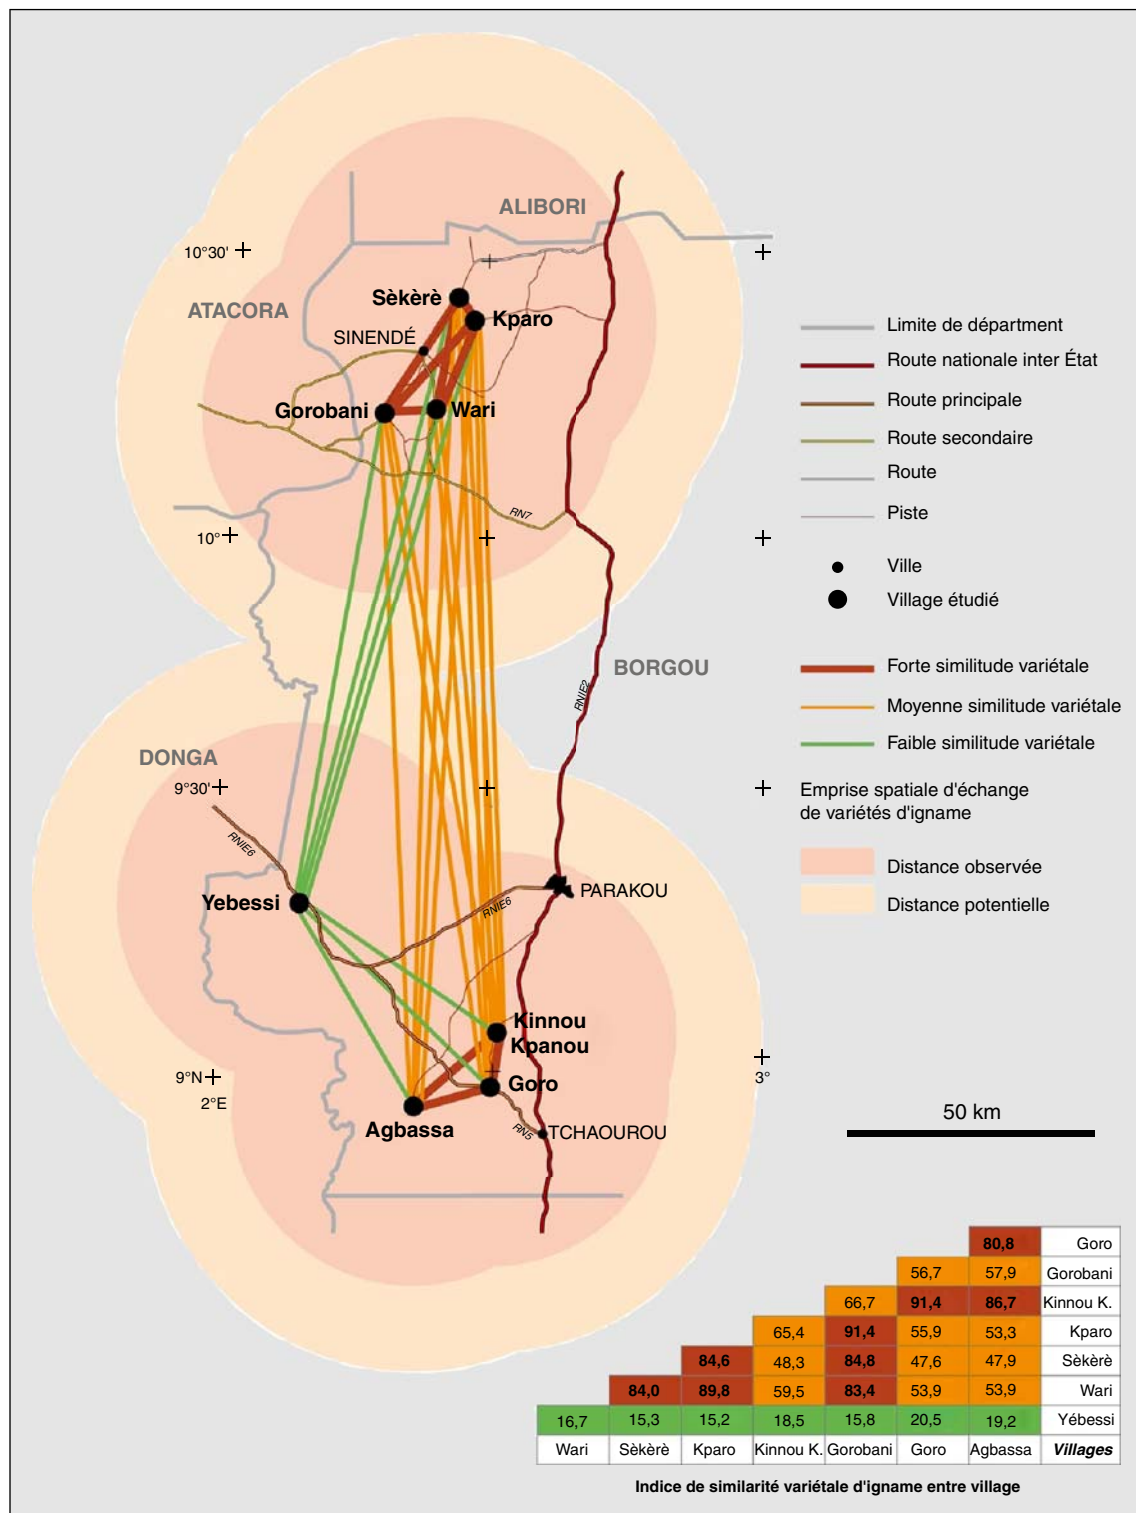 ALIBORI
10°30'
ATACORA
Sèkèrè
Kparo
SINENDÉ
Gorobani
Wari
RN7
10°
BORGOU
RNIE2
DONGA
9°30'
RNIE6
Yebessi
PARAKOU
RNIE6
Kinnou
Kpanou
9°N
2°E
Goro
3°
Agbassa
RN5
TCHAOUROU
50 km
Limite de départment
Route nationale inter État
Route principale
Route secondaire
Route
Piste
Ville
Village étudié
Forte similitude variétale
Moyenne similitude variétale
Faible similitude variétale
Emprise spatiale d'échange
de variétés d'igname
Distance observée
Distance potentielle
80,8 Goro
56,7 57,9 Gorobani
66,7 91,4 86,7 Kinnou K.
65,4 91,4 55,9 53,3 Kparo
84,6 48,3 84,8 47,6 47,9 Sèkèrè
84,0 89,8 59,5 83,4 53,9 53,9 Wari
16,7 15,3 15,2 18,5 15,8 20,5 19,2 Yébessi
Wari Sèkèrè Kparo Kinnou K. Gorobani Goro Agbassa Villages
Indice de similarité variétale d'igname entre village